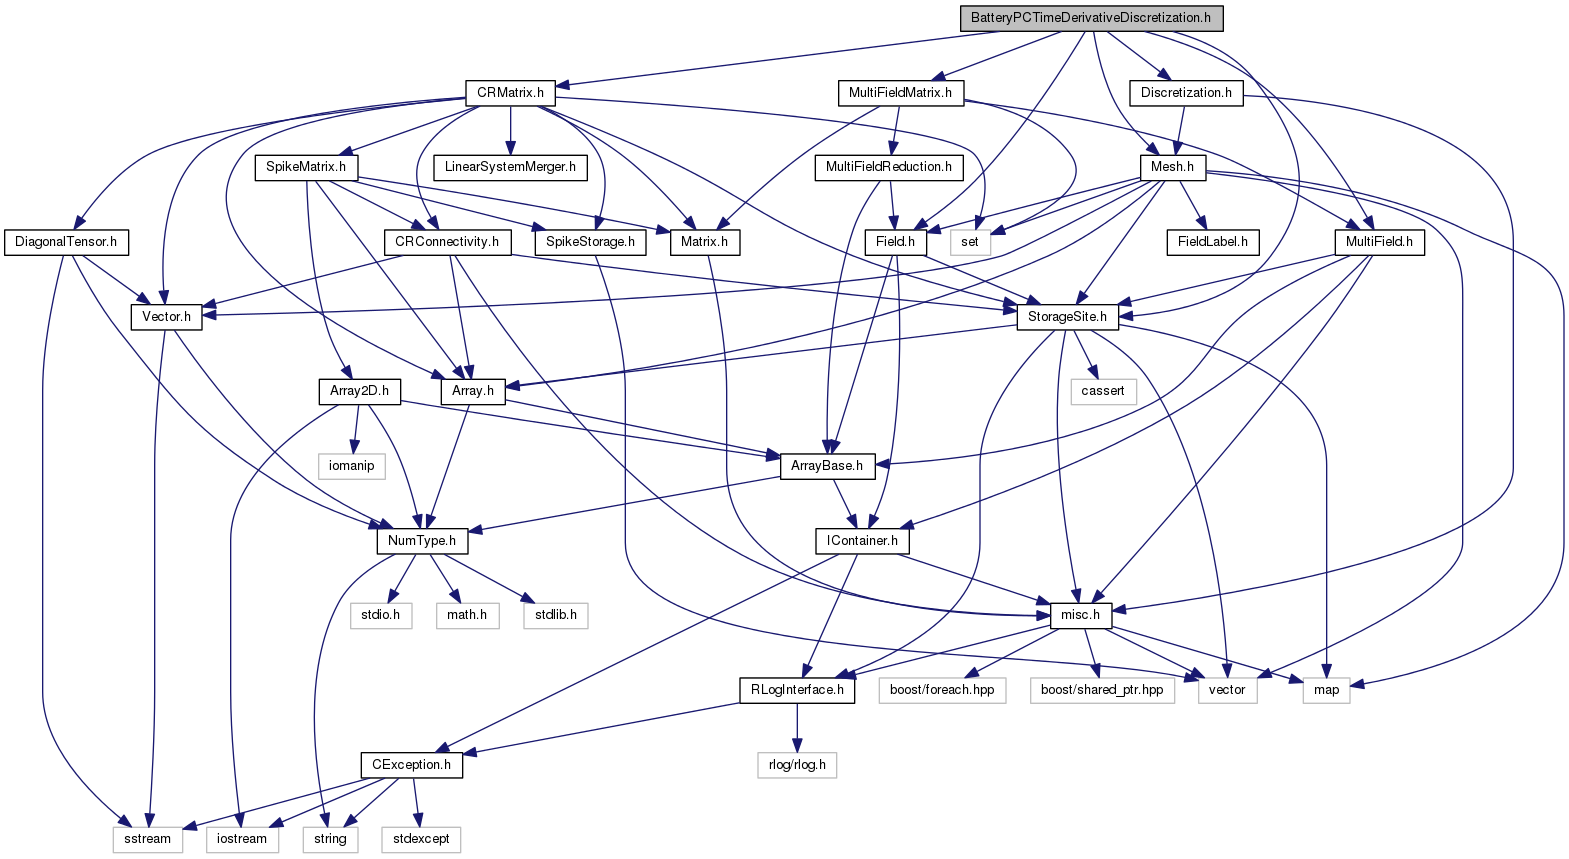 BatteryPCTimeDerivativeDiscretization.h
CRMatrix.h
MultiFieldMatrix.h
Discretization.h
SpikeMatrix.h
LinearSystemMerger.h
MultiFieldReduction.h
Mesh.h
DiagonalTensor.h
CRConnectivity.h
SpikeStorage.h
Matrix.h
Field.h
set
FieldLabel.h
MultiField.h
Vector.h
StorageSite.h
Array2D.h
Array.h
cassert
iomanip
ArrayBase.h
NumType.h
IContainer.h
stdio.h
math.h
stdlib.h
misc.h
RLogInterface.h
boost/foreach.hpp
boost/shared_ptr.hpp
vector
map
CException.h
rlog/rlog.h
sstream
iostream
string
stdexcept